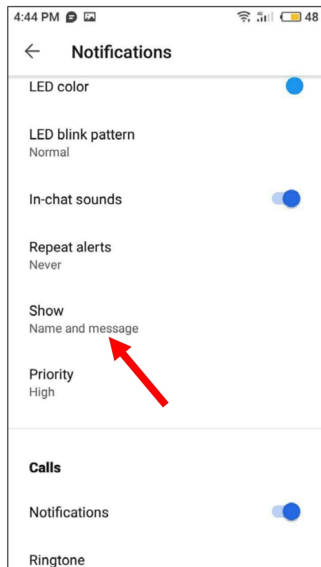 4:44 PM 4G 48
Notifications
LED color
LED blink pattern
Normal
In-chat sounds
Repeat alerts
Never
Show
Name and message
Priority
High
Calls
Notifications
Ringtone